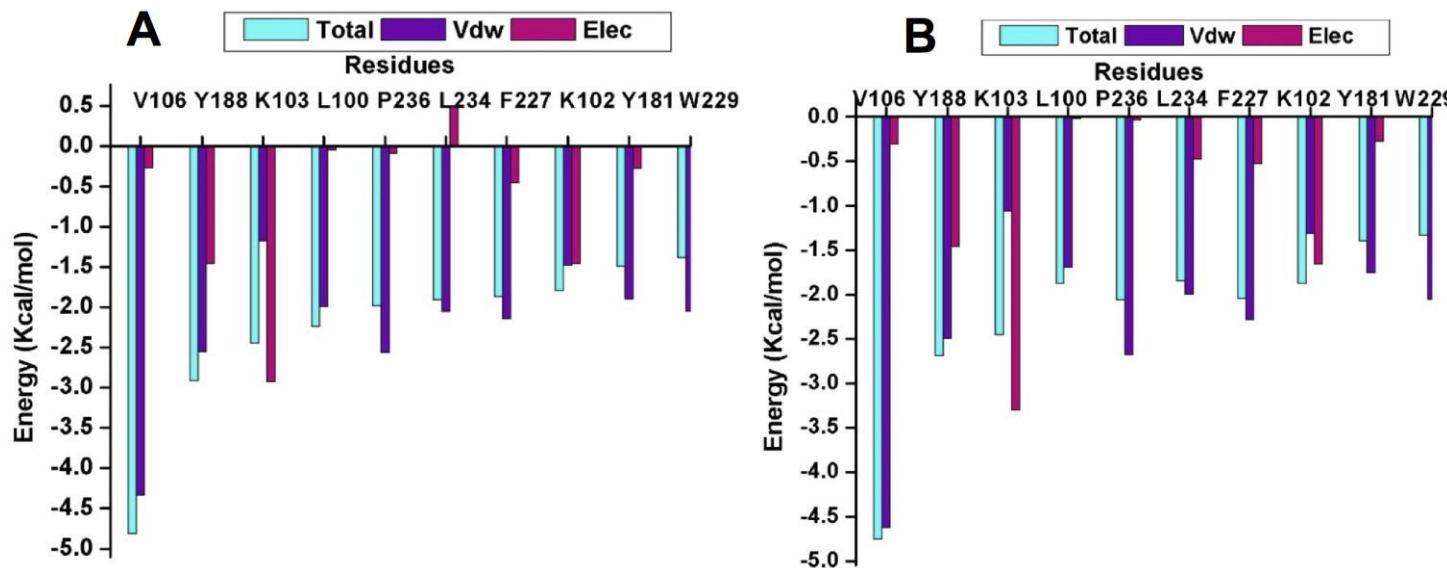 A
Total Vdw Elec
Residues
V106 Y188 K103 L100 P236 L234 F227 K102 Y181 W229
0.5
0.0
-0.5
-1.0
-1.5
-2.0
-2.5
-3.0
-3.5
-4.0
-4.5
-5.0
Energy (Kcal/mol)
B
Total Vdw Elec
Residues
V106 Y188 K103 L100 P236 L234 F227 K102 Y181 W229
0.0
-0.5
-1.0
-1.5
-2.0
-2.5
-3.0
-3.5
-4.0
-4.5
-5.0
Energy (Kcal/mol)